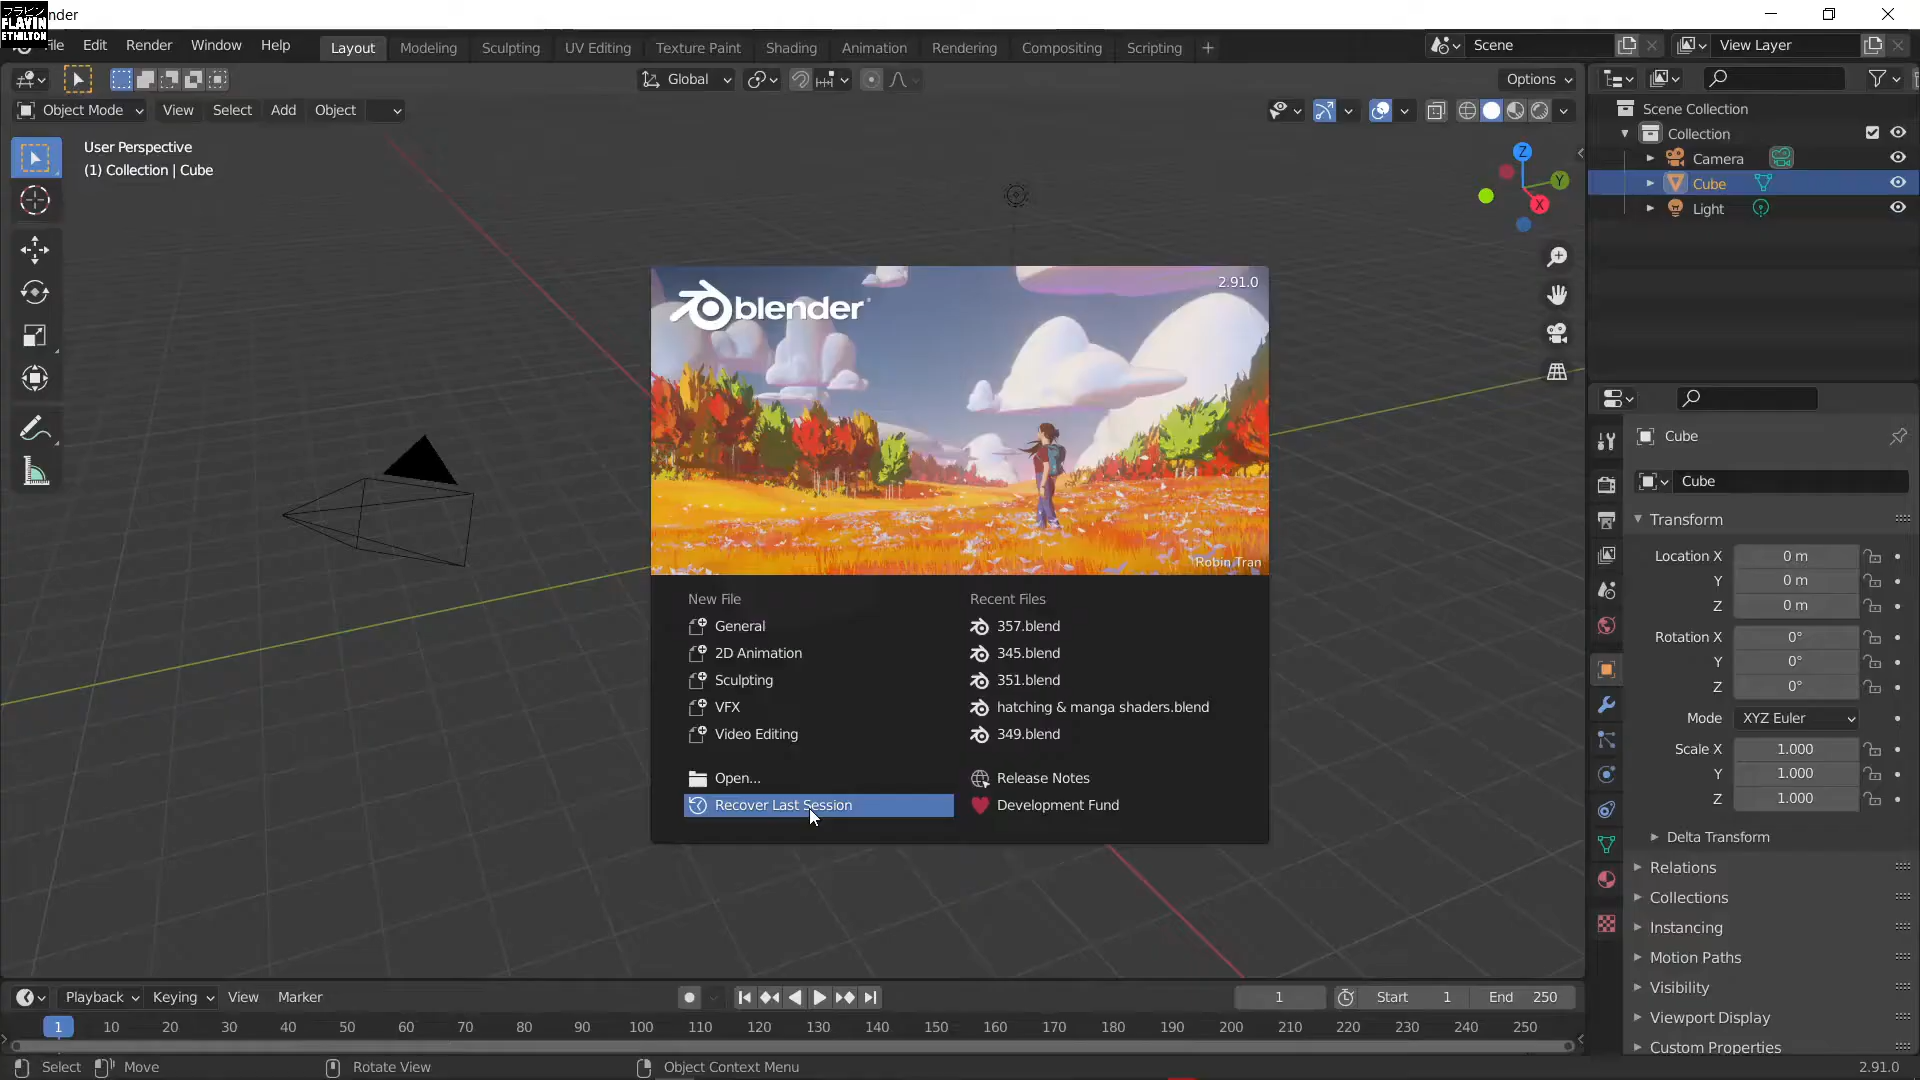 フラビン
FLAVIN
ETHILTON
nder
File Edit Render Window Help
Layout Modeling Sculpting UV Editing Texture Paint Shading Animation Rendering Compositing Scripting +
Scene
View Layer
Global
Options
Object Mode View Select Add Object
User Perspective
(1) Collection | Cube
Z
Y
X
Scene Collection
Collection
Camera
Cube
Light
blender
2.91.0
Robin Tran
New File
General
2D Animation
Sculpting
VFX
Video Editing
Open...
Recover Last Session
Recent Files
357.blend
345.blend
351.blend
hatching & manga shaders.blend
349.blend
Release Notes
Development Fund
Cube
Cube
Transform
Location X 0 m
Y 0 m
Z 0 m
Rotation X 0°
Y 0°
Z 0°
Mode XYZ Euler
Scale X 1.000
Y 1.000
Z 1.000
Delta Transform
Relations
Collections
Instancing
Motion Paths
Visibility
Viewport Display
Custom Properties
Playback Keying View Marker
1
Start 1
End 250
1 10 20 30 40 50 60 70 80 90 100 110 120 130 140 150 160 170 180 190 200 210 220 230 240 250
Select Move Rotate View Object Context Menu 2.91.0